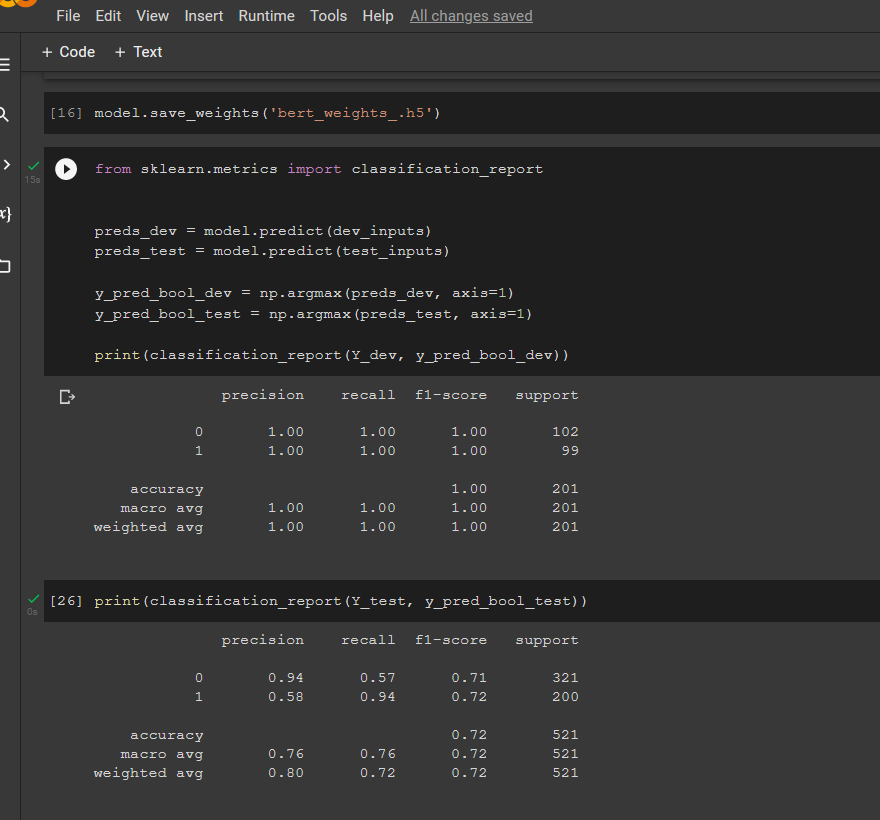 File Edit View Insert Runtime Tools Help All changes saved
+ Code + Text
[16] model.save_weights('bert_weights_.h5')
from sklearn.metrics import classification_report
15s
preds_dev = model.predict(dev_inputs)
preds_test = model.predict(test_inputs)
y_pred_bool_dev = np.argmax(preds_dev, axis=1)
y_pred_bool_test = np.argmax(preds_test, axis=1)
print(classification_report(Y_dev, y_pred_bool_dev))
precision recall f1-score support
0 1.00 1.00 1.00 102
1 1.00 1.00 1.00 99
accuracy 1.00 201
macro avg 1.00 1.00 1.00 201
weighted avg 1.00 1.00 1.00 201
[26] print(classification_report(Y_test, y_pred_bool_test))
0s
precision recall f1-score support
0 0.94 0.57 0.71 321
1 0.58 0.94 0.72 200
accuracy 0.72 521
macro avg 0.76 0.76 0.72 521
weighted avg 0.80 0.72 0.72 521